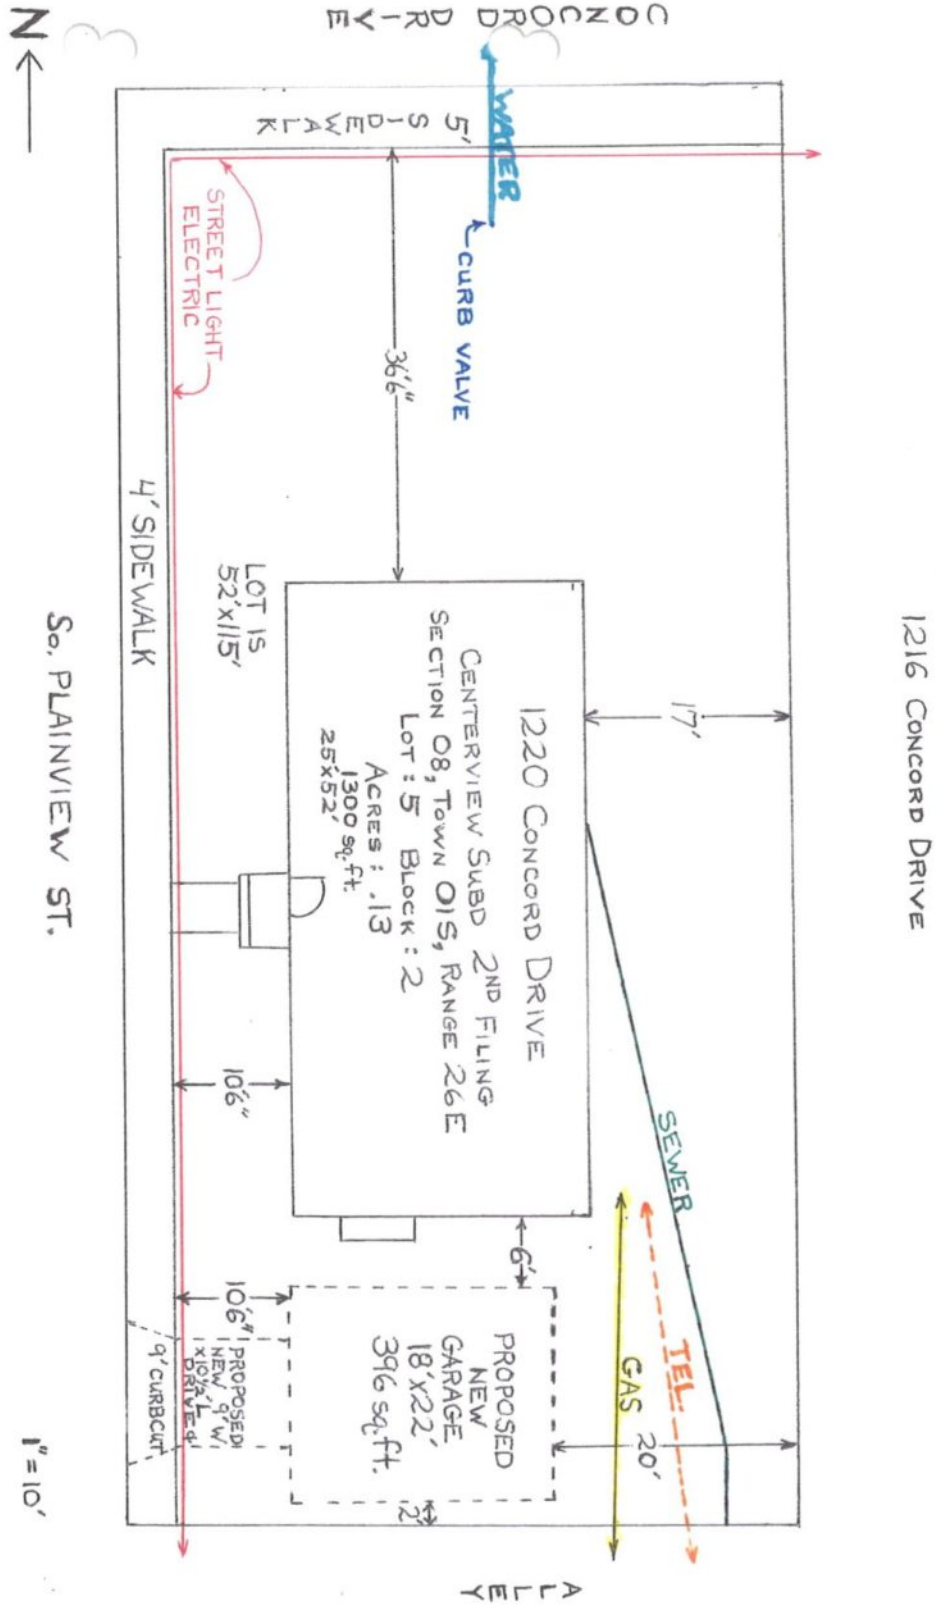 CONCORD DRIVE
N
WATER
5' SIDEWALK
CURB VALVE
STREET LIGHT
ELECTRIC
36'6"
4' SIDEWALK
LOT IS
52'X115'
So. PLAINVIEW ST.
1216 CONCORD DRIVE
17'
1220 CONCORD DRIVE
CENTERVIEW SUBD 2ND FILING
SECTION 08, TOWN 01S, RANGE 26E
LOT : 5 BLOCK : 2
ACRES : .13
1300 sq.ft.
25'x52'
10'6"
SEWER
6'
TEL.
GAS
20'
PROPOSED
NEW
GARAGE
18'X22'
396 sq.ft.
2'
10'6"
PROPOSED
NEW 9'W
x10½'L
DRIVE
9' CURBCUT
1"=10'
ALLEY